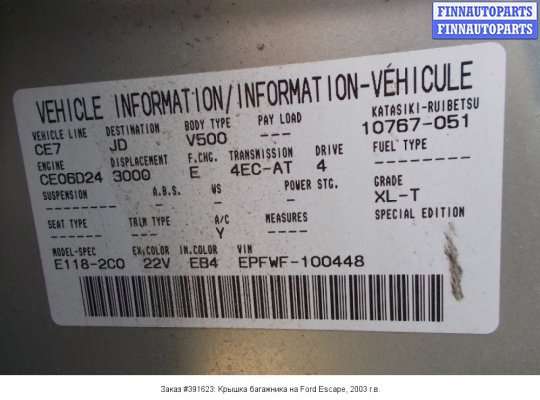 FINNAUTOPARTS
FINNAUTOPARTS
VEHICLE INFORMATION/INFORMATION-VÉHICULE
VEHICLE LINE DESTINATION BODY TYPE PAY LOAD KATASIKI-RUIBETSU
CE7 JD V500 --- 10767-051
ENGINE DISPLACEMENT F.CHG. TRANSMISSION DRIVE FUEL TYPE
CE06D24 3000 E 4EC-AT 4 ---
SUSPENSION A.B.S. WS POWER STG. GRADE
--- --- - --- XL-T
SEAT TYPE TRIM TYPE A/C MEASURES SPECIAL EDITION
--- --- Y --- ---
MODEL-SPEC EX.COLOR IN.COLOR VIN
E118-2C0 22V EB4 EPFWF-100448
Заказ #391623: Крышка багажника на Ford Escape, 2003 г.в.